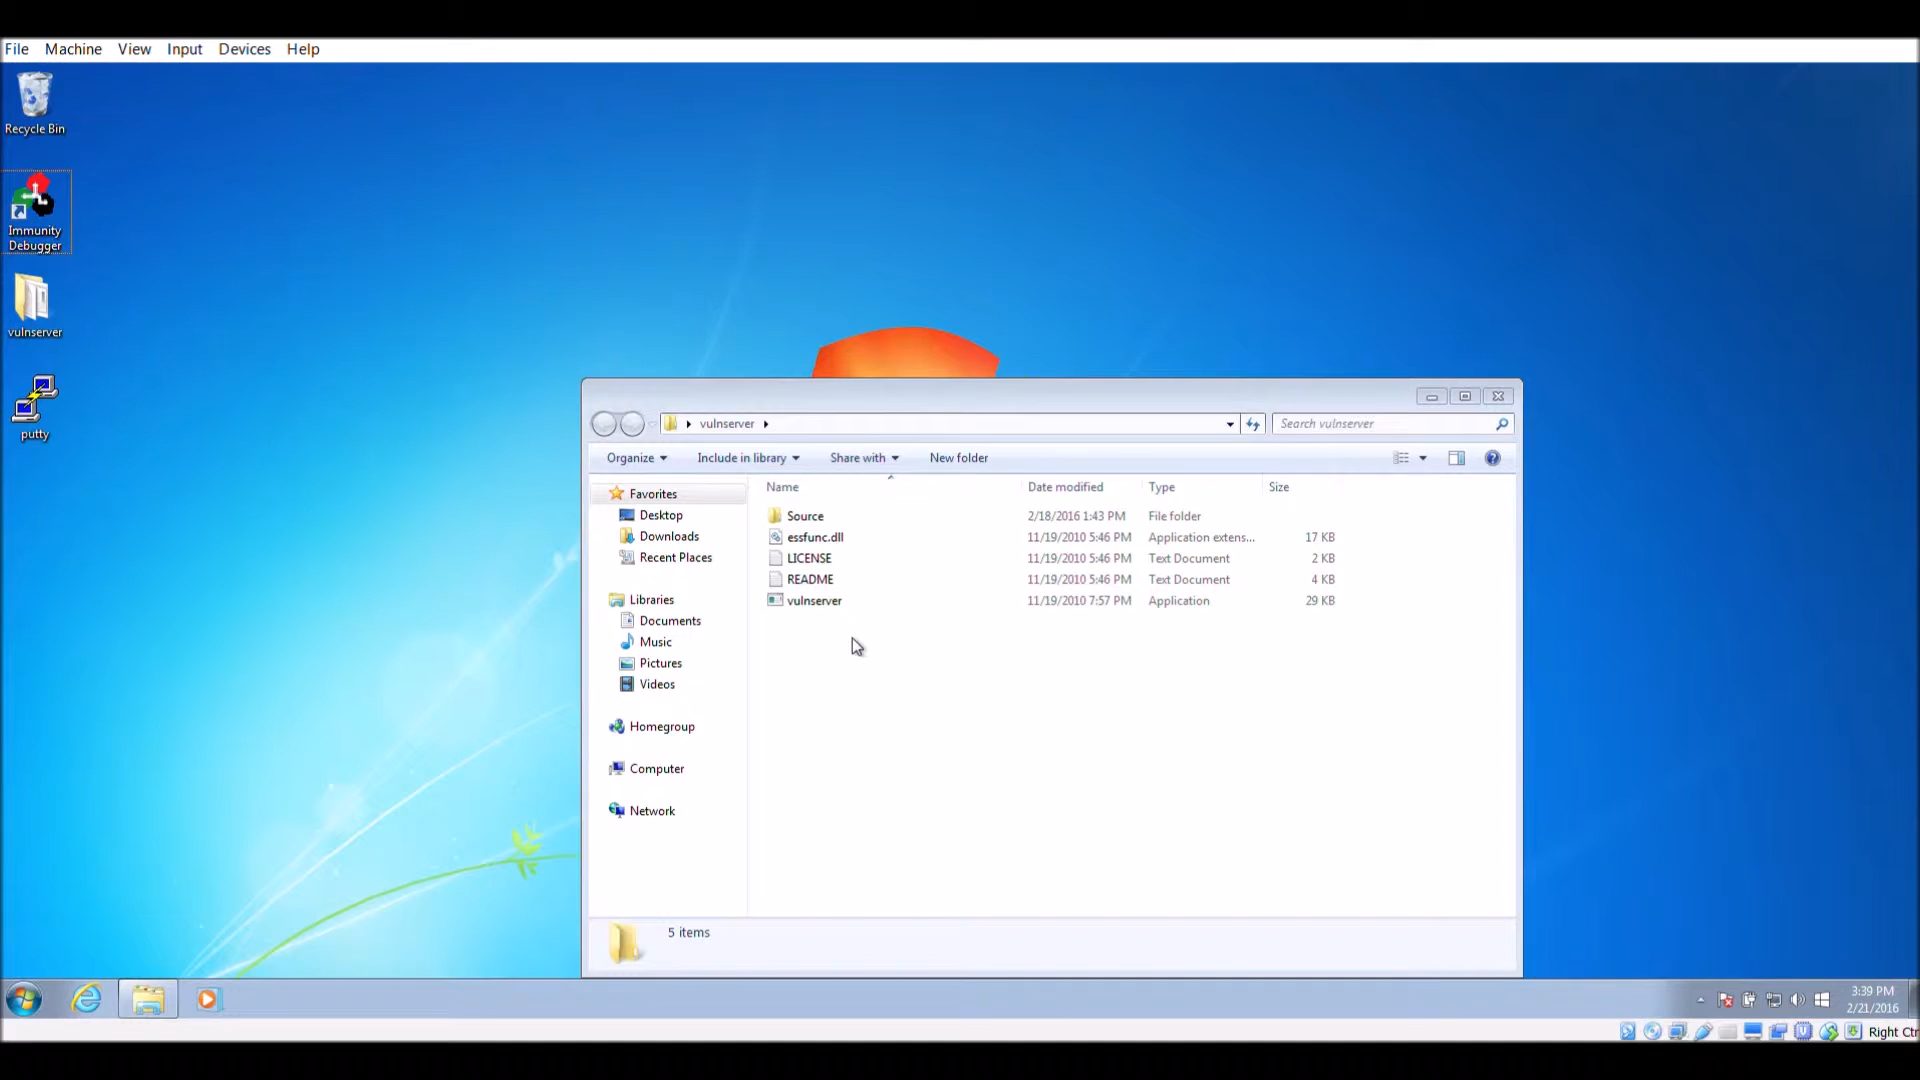 File Machine View Input Devices Help
Recycle Bin
Immunity
Debugger
vulnserver
putty
vulnserver
Search vulnserver
Organize Include in library Share with New folder
Name Date modified Type Size
Favorites
Desktop
Downloads
Recent Places
Libraries
Documents
Music
Pictures
Videos
Homegroup
Computer
Network
Source 2/18/2016 1:43 PM File folder
essfunc.dll 11/19/2010 5:46 PM Application extens... 17 KB
LICENSE 11/19/2010 5:46 PM Text Document 2 KB
README 11/19/2010 5:46 PM Text Document 4 KB
vulnserver 11/19/2010 7:57 PM Application 29 KB
5 items
3:39 PM
2/21/2016
Right Ctr